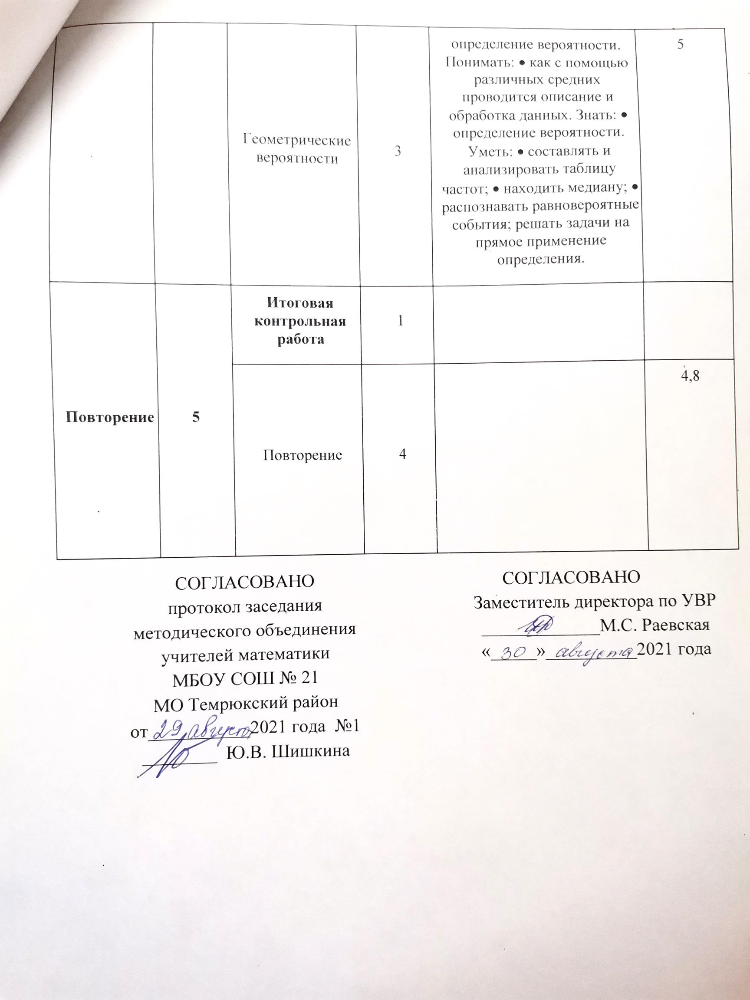 Геометрические
вероятности
3
определение вероятности.
Понимать: • как с помощью
различных средних
проводится описание и
обработка данных. Знать: •
определение вероятности.
Уметь: • составлять и
анализировать таблицу
частот; • находить медиану; •
распознавать равновероятные
события; решать задачи на
прямое применение
определения.
5
Повторение
5
Итоговая
контрольная
работа
1
Повторение
4
4,8
СОГЛАСОВАНО
протокол заседания
методического объединения
учителей математики
МБОУ СОШ № 21
МО Темрюкский район
от 29 августа 2021 года №1
Ю.В. Шишкина
СОГЛАСОВАНО
Заместитель директора по УВР
М.С. Раевская
« 30 » августа 2021 года